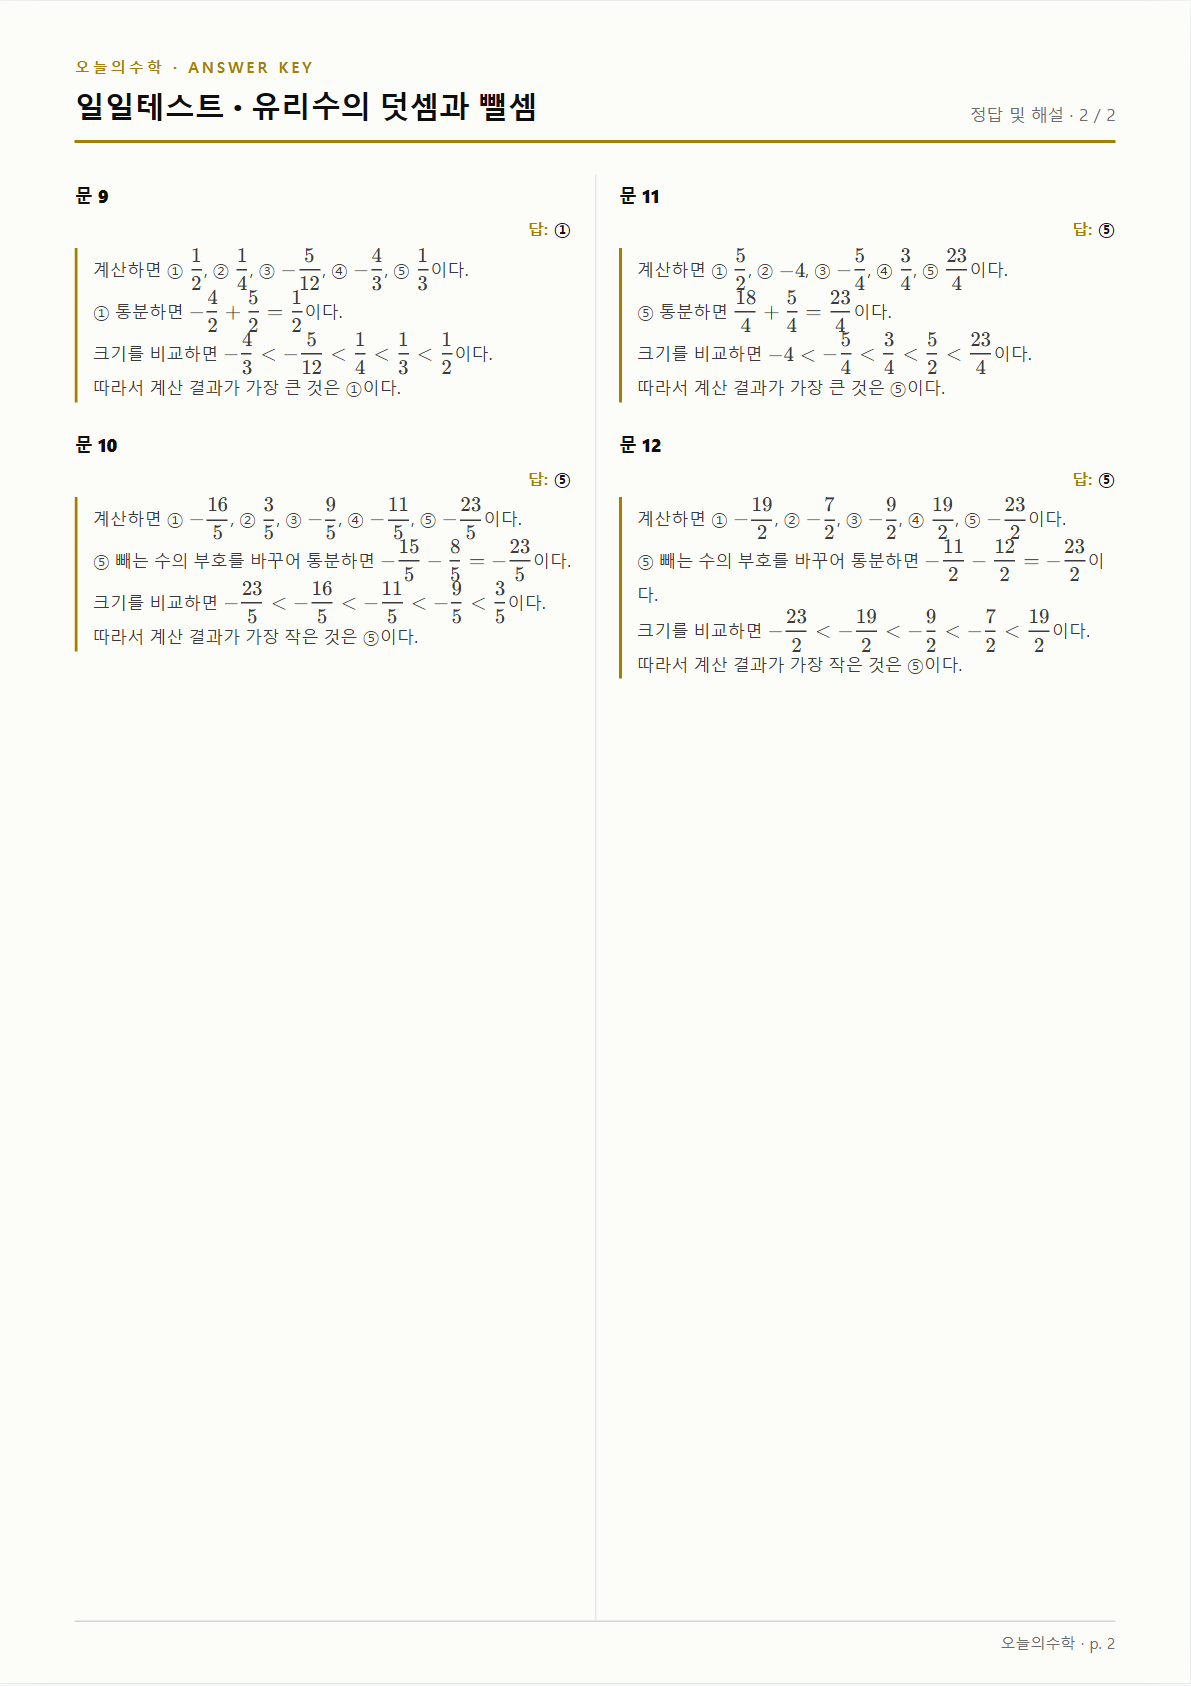 오늘의수학 · ANSWER KEY
일일테스트 · 유리수의 덧셈과 뺄셈
정답 및 해설 · 2 / 2
문 9
답: ①
계산하면 ① 1/2, ② 1/4, ③ −5/12, ④ −4/3, ⑤ 1/3이다.
① 통분하면 −4/2 + 5/2 = 1/2이다.
크기를 비교하면 −4/3 < −5/12 < 1/4 < 1/3 < 1/2이다.
따라서 계산 결과가 가장 큰 것은 ①이다.
문 10
답: ⑤
계산하면 ① −16/5, ② 3/5, ③ −9/5, ④ −11/5, ⑤ −23/5이다.
⑤ 빼는 수의 부호를 바꾸어 통분하면 −15/5 − 8/5 = −23/5이다.
크기를 비교하면 −23/5 < −16/5 < −11/5 < −9/5 < 3/5이다.
따라서 계산 결과가 가장 작은 것은 ⑤이다.
문 11
답: ⑤
계산하면 ① 5/2, ② −4, ③ −5/4, ④ 3/4, ⑤ 23/4이다.
⑤ 통분하면 18/4 + 5/4 = 23/4이다.
크기를 비교하면 −4 < −5/4 < 3/4 < 5/2 < 23/4이다.
따라서 계산 결과가 가장 큰 것은 ⑤이다.
문 12
답: ⑤
계산하면 ① −19/2, ② −7/2, ③ −9/2, ④ 19/2, ⑤ −23/2이다.
⑤ 빼는 수의 부호를 바꾸어 통분하면 −11/2 − 12/2 = −23/2이
다.
크기를 비교하면 −23/2 < −19/2 < −9/2 < −7/2 < 19/2이다.
따라서 계산 결과가 가장 작은 것은 ⑤이다.
오늘의수학 · p. 2